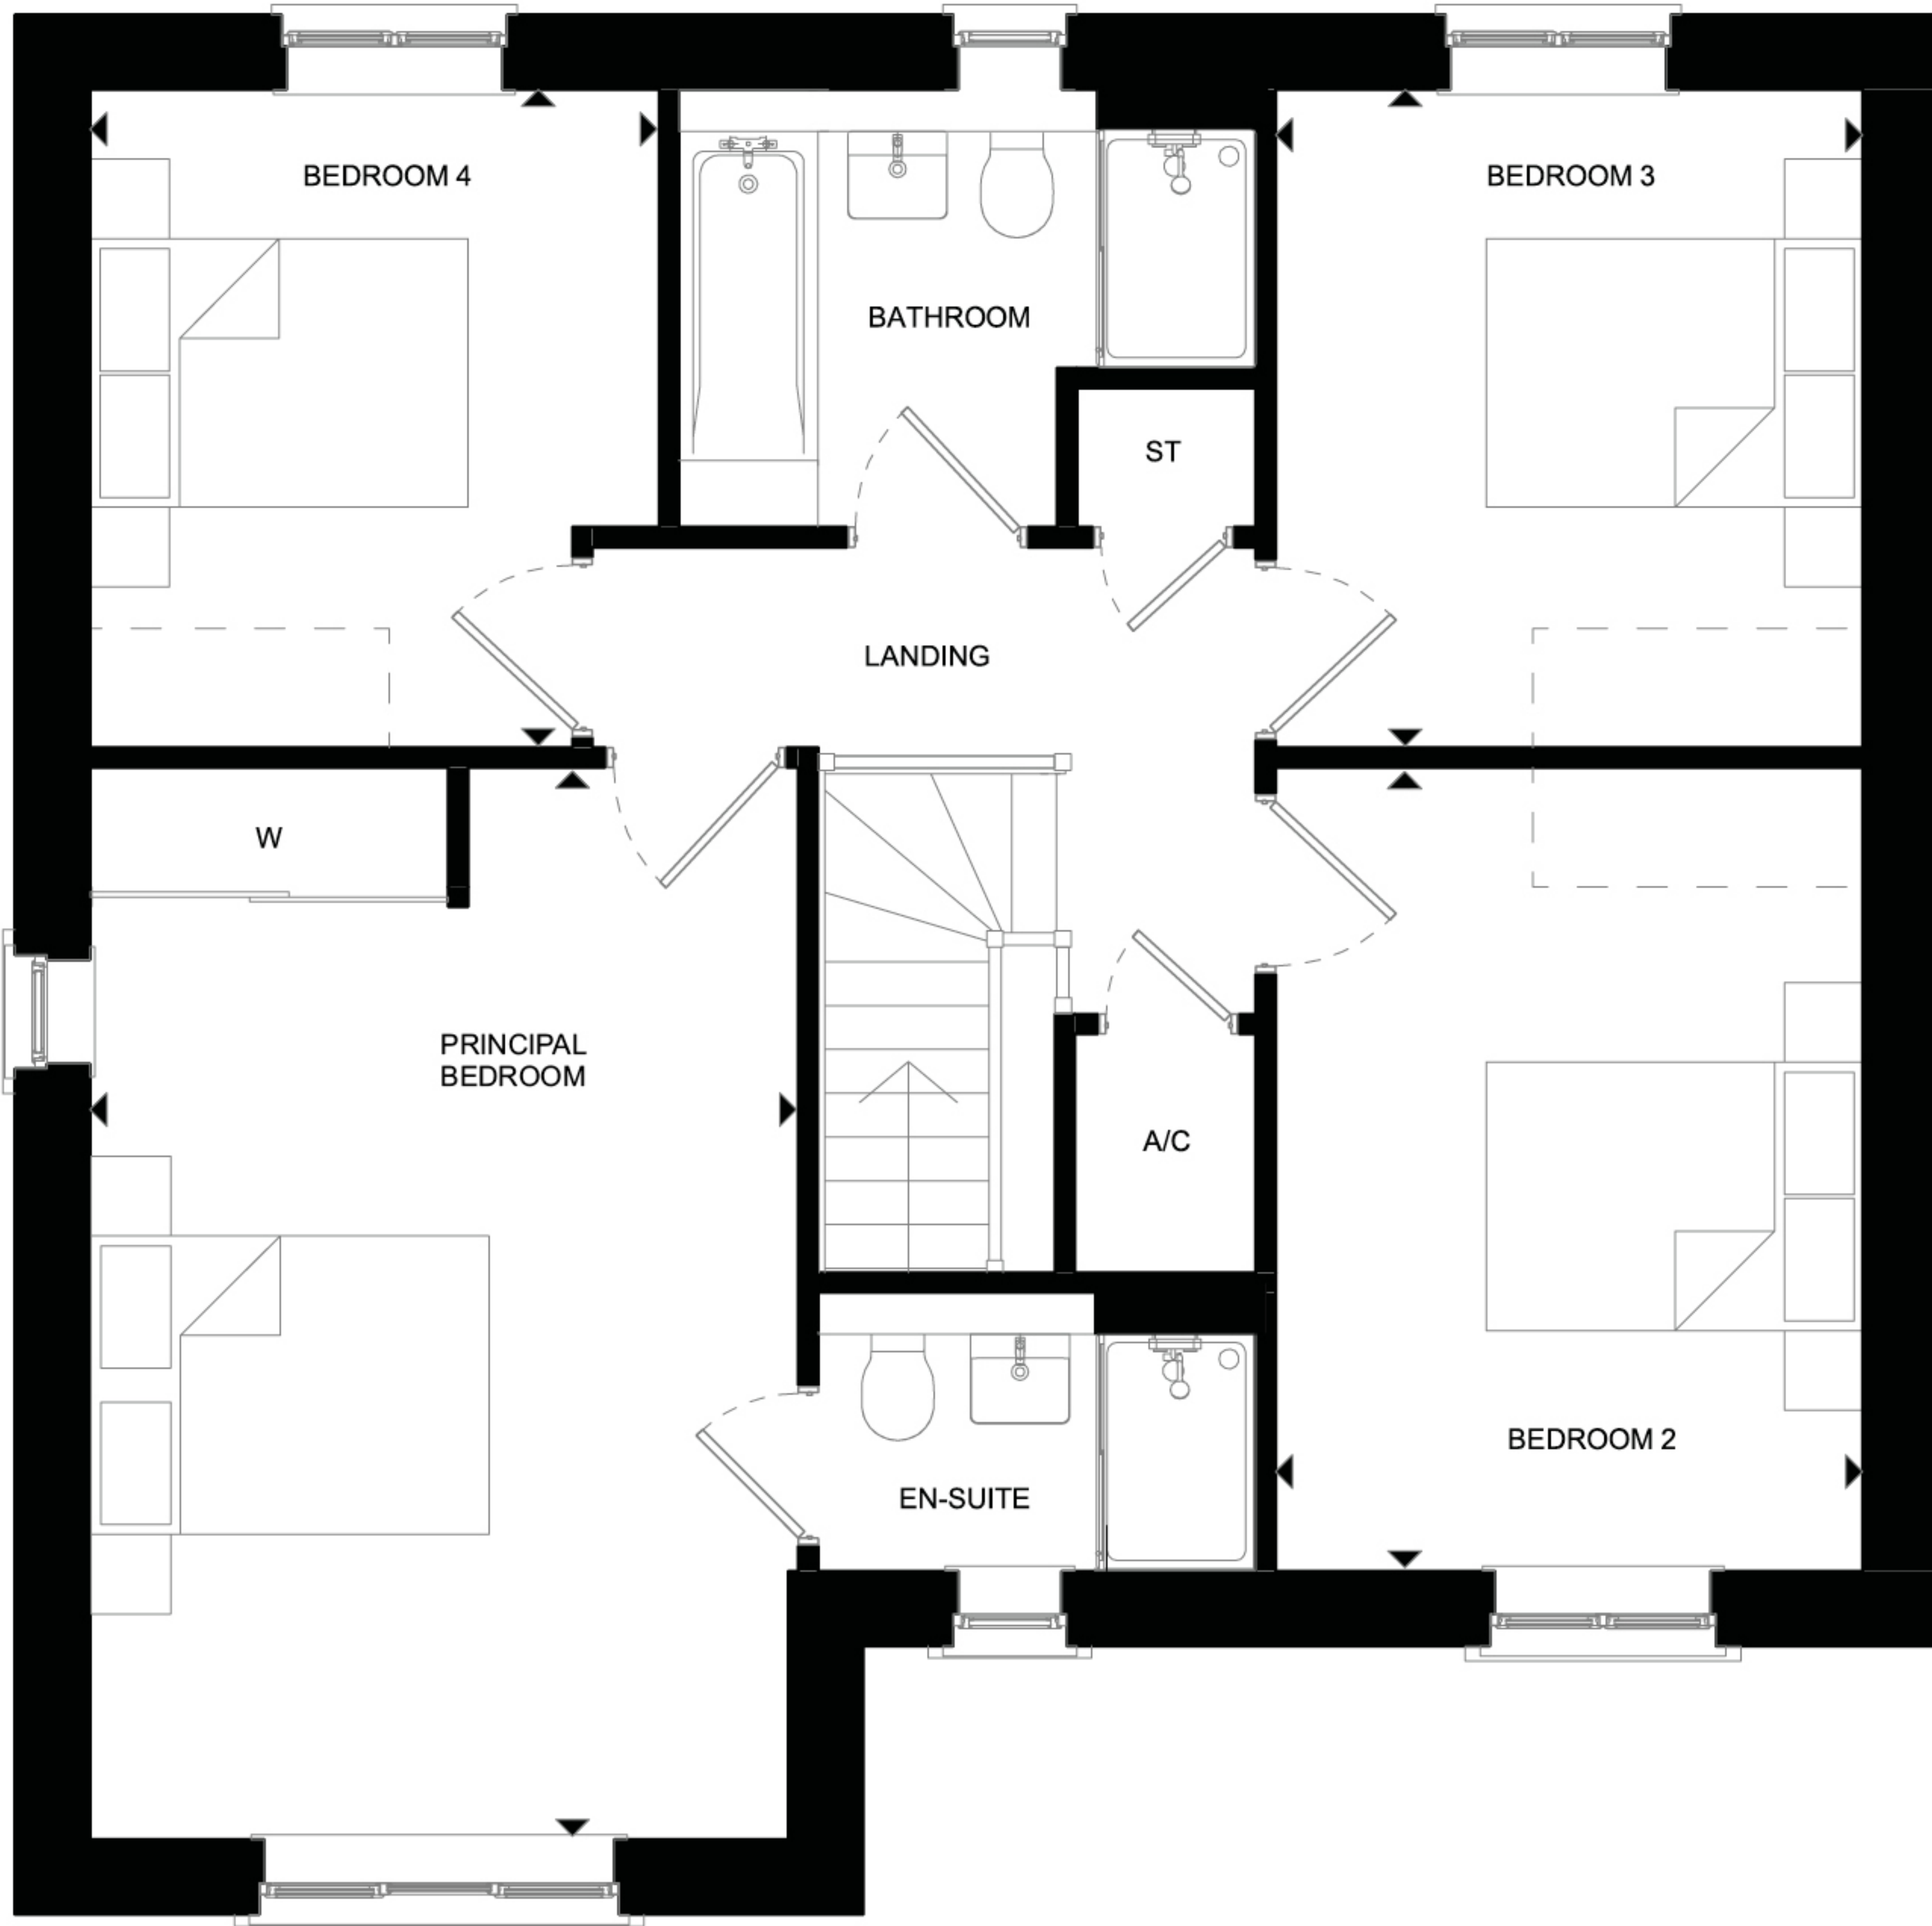 BEDROOM 4
BEDROOM 3
BATHROOM
ST
LANDING
W
PRINCIPAL
BEDROOM
A/C
BEDROOM 2
EN-SUITE